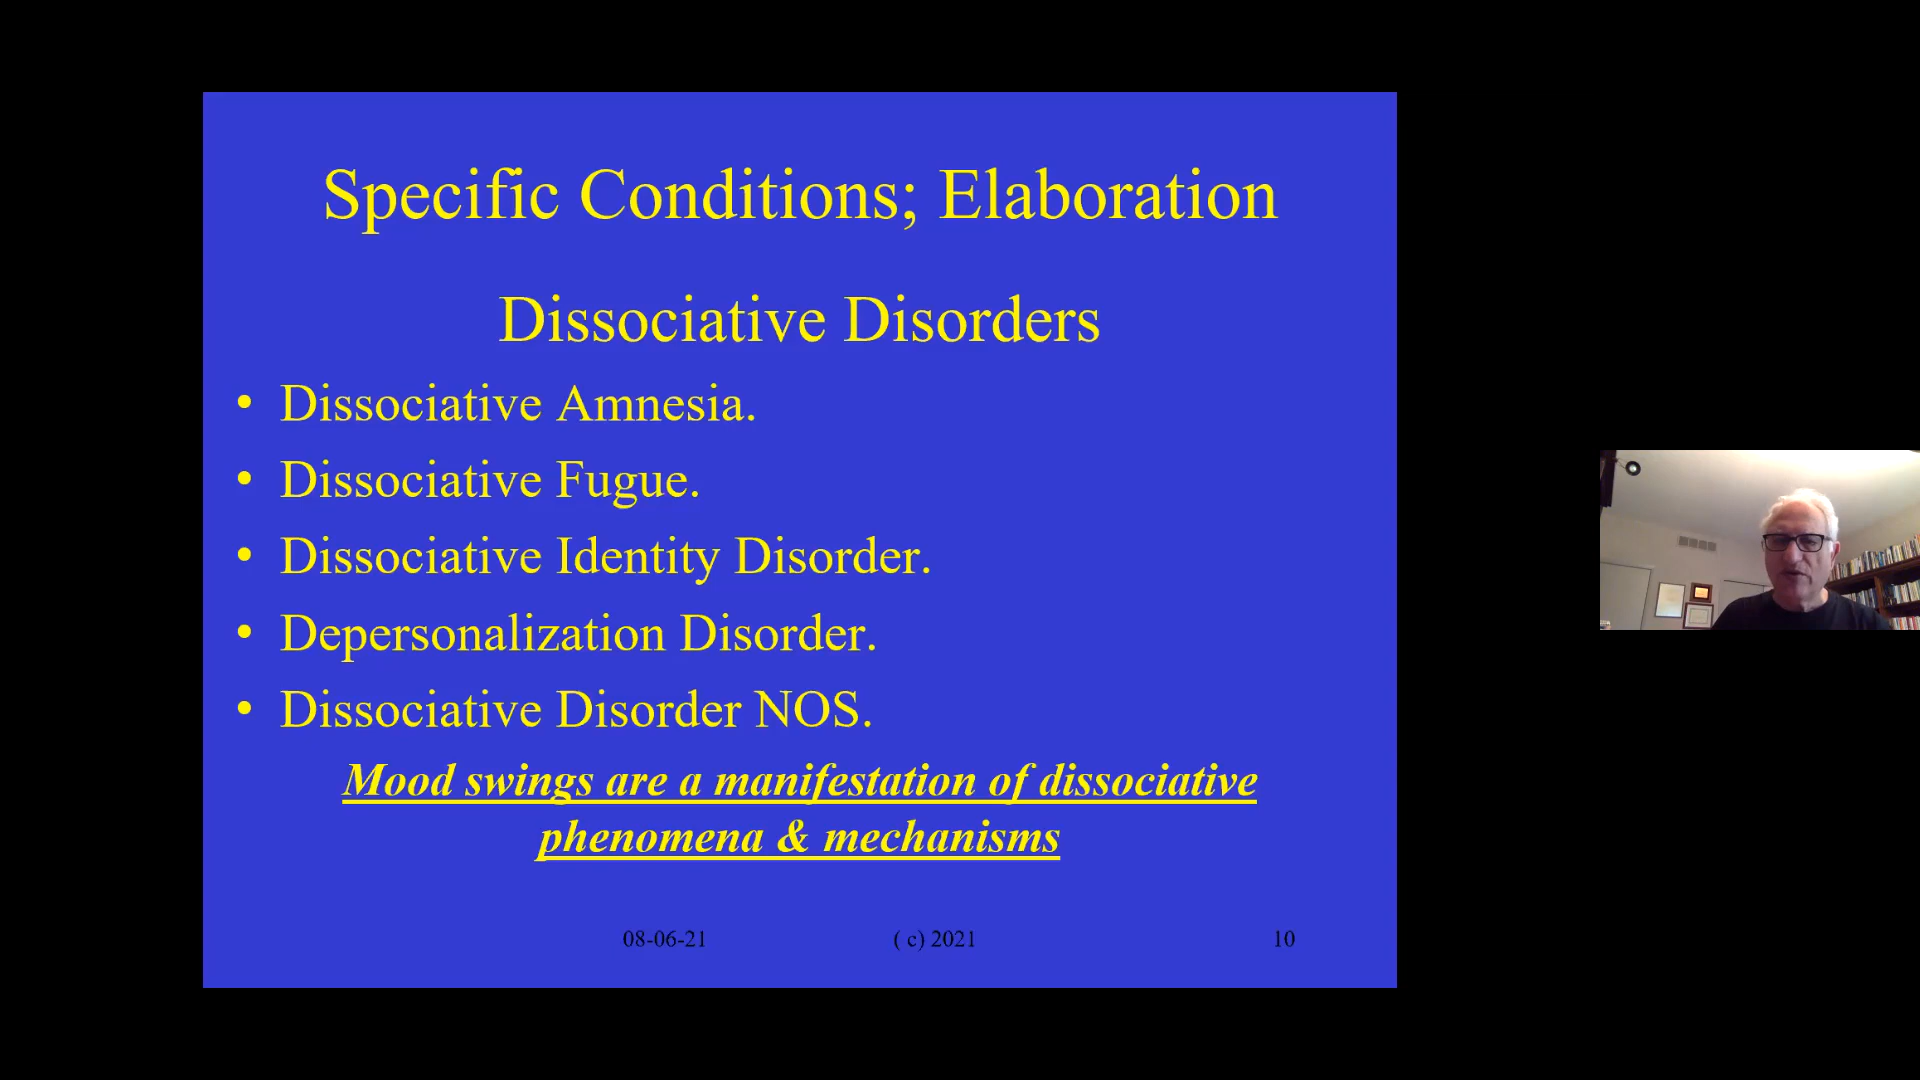 Specific Conditions; Elaboration
Dissociative Disorders
• Dissociative Amnesia.
• Dissociative Fugue.
• Dissociative Identity Disorder.
• Depersonalization Disorder.
• Dissociative Disorder NOS.
Mood swings are a manifestation of dissociative
phenomena & mechanisms
08-06-21 ( c) 2021 10